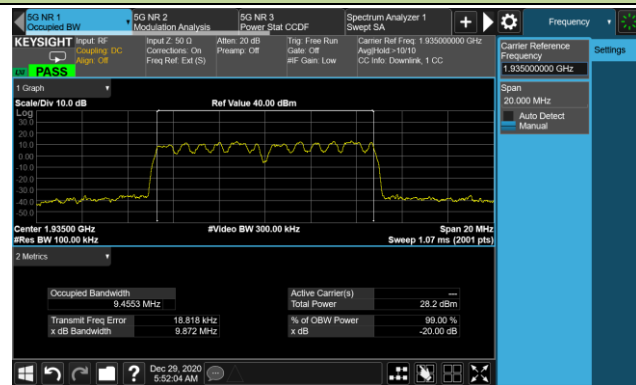 5G NR 1
Occupied BW
5G NR 2
Modulation Analysis
5G NR 3
Power Stat CCDF
Spectrum Analyzer 1
Swept SA
Frequency
KEYSIGHT
Input: RF
Coupling: DC
Align: Off
Input Z: 50 Ω
Corrections: On
Freq Ref: Ext (S)
Atten: 20 dB
Preamp: Off
Trig: Free Run
Gate: Off
#IF Gain: Low
Carrier Ref Freq: 1.935000000 GHz
Avg|Hold:>10/10
CC Info: Downlink, 1 CC
PASS
Carrier Reference
Frequency
1.935000000 GHz
Settings
Span
20.000 MHz
Auto Detect
Manual
1 Graph
Scale/Div 10.0 dB
Ref Value 40.00 dBm
Log
30.0
20.0
10.0
0.00
-10.0
-20.0
-30.0
-40.0
-50.0
Center 1.93500 GHz
#Video BW 300.00 kHz
Span 20 MHz
#Res BW 100.00 kHz
Sweep 1.07 ms (2001 pts)
2 Metrics
Occupied Bandwidth
9.4553 MHz
Active Carrier(s)
---
Total Power
28.2 dBm
Transmit Freq Error
18.818 kHz
% of OBW Power
99.00 %
x dB Bandwidth
9.872 MHz
x dB
-20.00 dB
Dec 29, 2020
5:52:04 AM